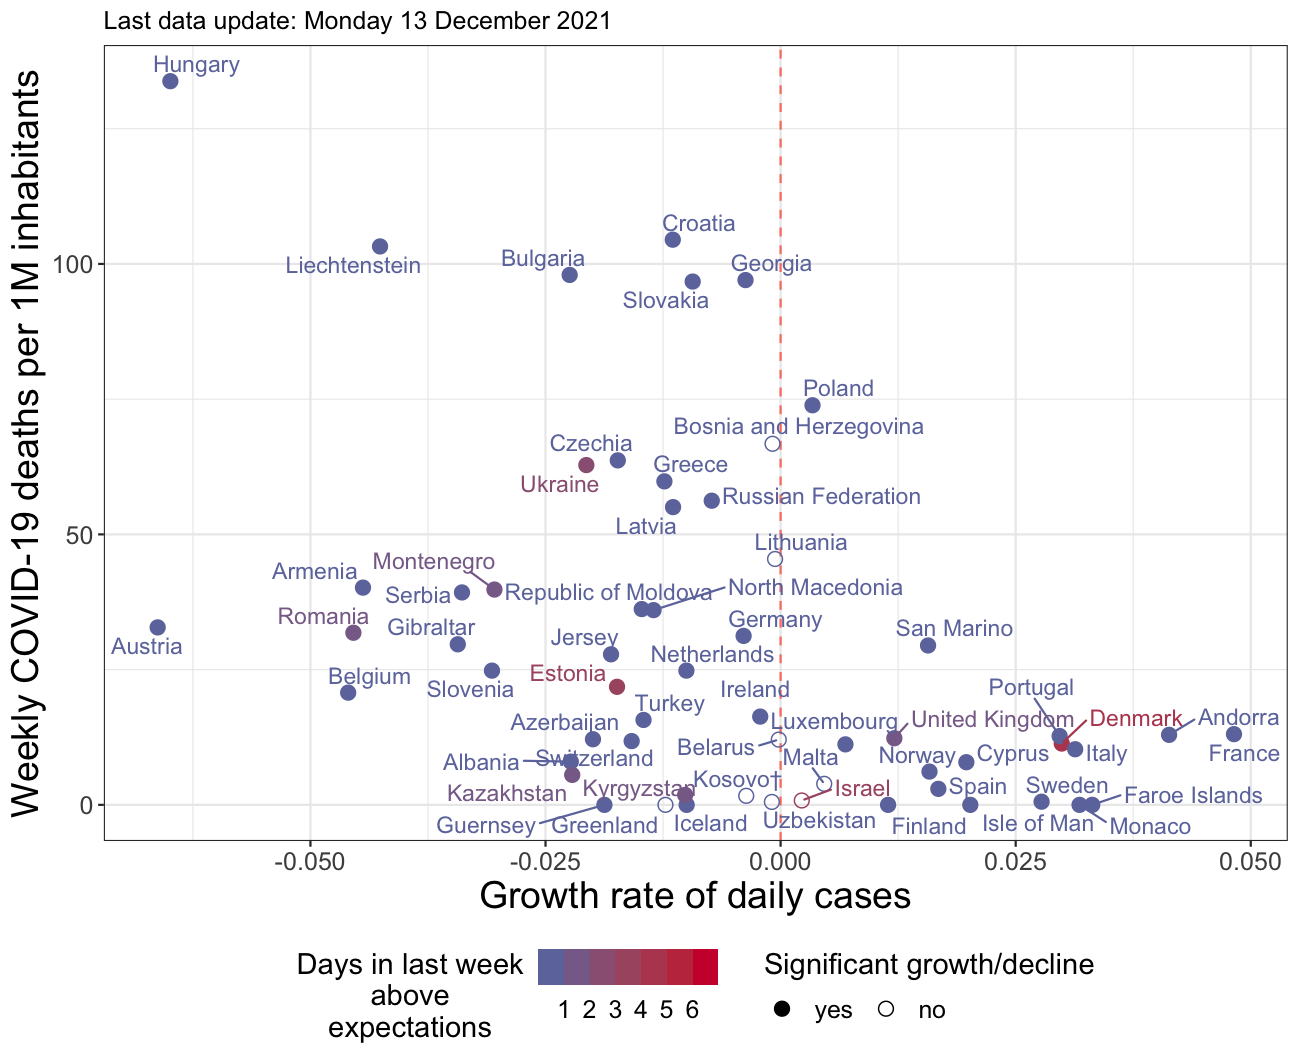 Last data update: Monday 13 December 2021
Weekly COVID-19 deaths per 1M inhabitants
100
50
0
Hungary
Croatia
Liechtenstein
Bulgaria
Georgia
Slovakia
Poland
Bosnia and Herzegovina
Czechia
Greece
Ukraine
Russian Federation
Latvia
Lithuania
Montenegro
Armenia
Serbia
Republic of Moldova
North Macedonia
Romania
Gibraltar
Germany
San Marino
Austria
Jersey
Netherlands
Estonia
Belgium
Slovenia
Ireland
Portugal
Turkey
Azerbaijan
Luxembourg
United Kingdom
Denmark
Andorra
Belarus
Switzerland
Albania
Malta
Norway
Cyprus
Italy
France
Kosovo†
Kazakhstan
Kyrgyzstan
Israel
Spain
Sweden
Faroe Islands
Guernsey
Greenland
Iceland
Uzbekistan
Finland
Isle of Man
Monaco
-0.050
-0.025
0.000
0.025
0.050
Growth rate of daily cases
Days in last week
above
expectations
1 2 3 4 5 6
Significant growth/decline
yes
no